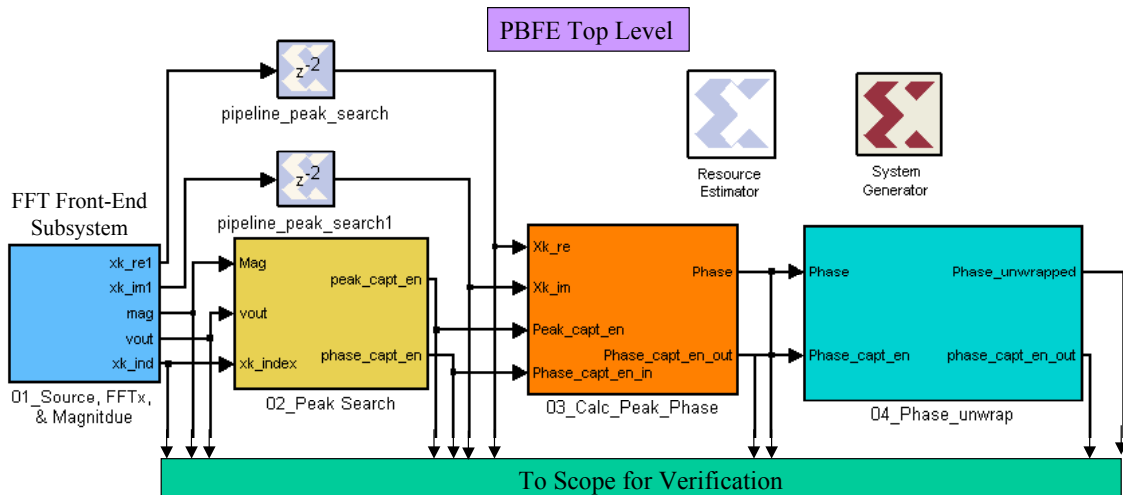 PBFE Top Level
z-2
pipeline_peak_search
z-2
pipeline_peak_search1
Resource
Estimator
System
Generator
FFT Front-End
Subsystem
xk_re1
xk_im1
mag
vout
xk_ind
01_Source, FFTx,
& Magnitdue
Mag
vout
xk_index
peak_capt_en
phase_capt_en
02_Peak Search
Xk_re
Xk_im
Peak_capt_en
Phase_capt_en_in
Phase
Phase_capt_en_out
03_Calc_Peak_Phase
Phase
Phase_capt_en
Phase_unwrapped
phase_capt_en_out
04_Phase_unwrap
To Scope for Verification